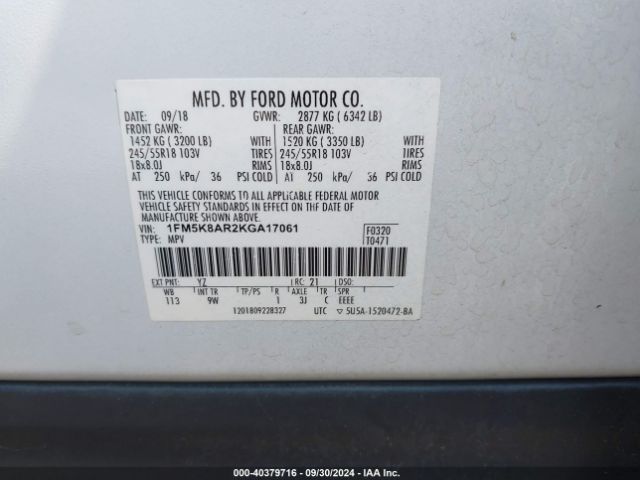 MFD. BY FORD MOTOR CO.
DATE: 09/18 GVWR: 2877 KG ( 6342 LB)
FRONT GAWR: REAR GAWR:
1452 KG ( 3200 LB) WITH 1520 KG ( 3350 LB) WITH
245/55R18 103V TIRES 245/55R18 103V TIRES
18x8.0J RIMS 18x8.0J RIMS
AT 250 kPa/ 36 PSI COLD AT 250 kPa/ 36 PSI COLD
THIS VEHICLE CONFORMS TO ALL APPLICABLE FEDERAL MOTOR
VEHICLE SAFETY STANDARDS IN EFFECT ON THE DATE OF
MANUFACTURE SHOWN ABOVE.
VIN: 1FM5K8AR2KGA17061 F0320
TYPE: MPV T0471
EXT PNT: YZ RC: 21 DSO:
WB INT TR TP/PS R AXLE TR SPR
113 9W 1 3J C EEEE
1201809228327 UTC ▽ 5U5A-1520472-BA
000-40379716 - 09/30/2024 - IAA Inc.